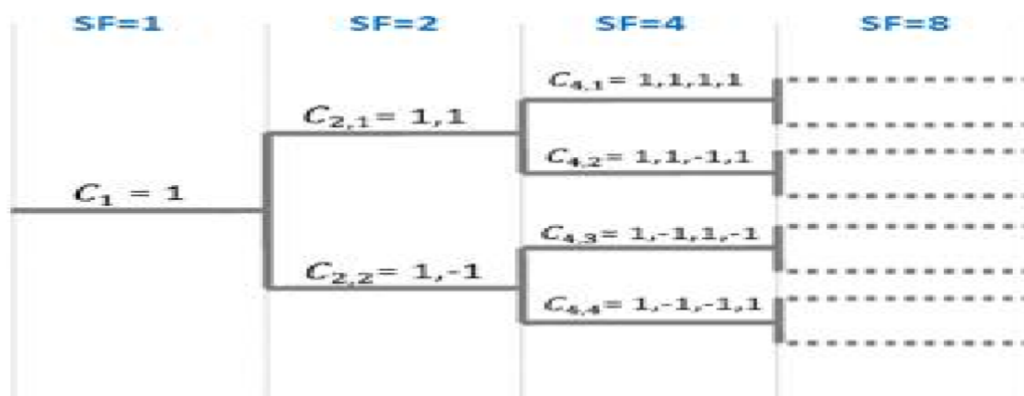 SF=1 SF=2 SF=4 SF=8
C4,1= 1,1,1,1
C2,1= 1,1
C4,2= 1,1,-1,1
C1 = 1
C4,3= 1,-1,1,-1
C2,2= 1,-1
C4,4= 1,-1,-1,1